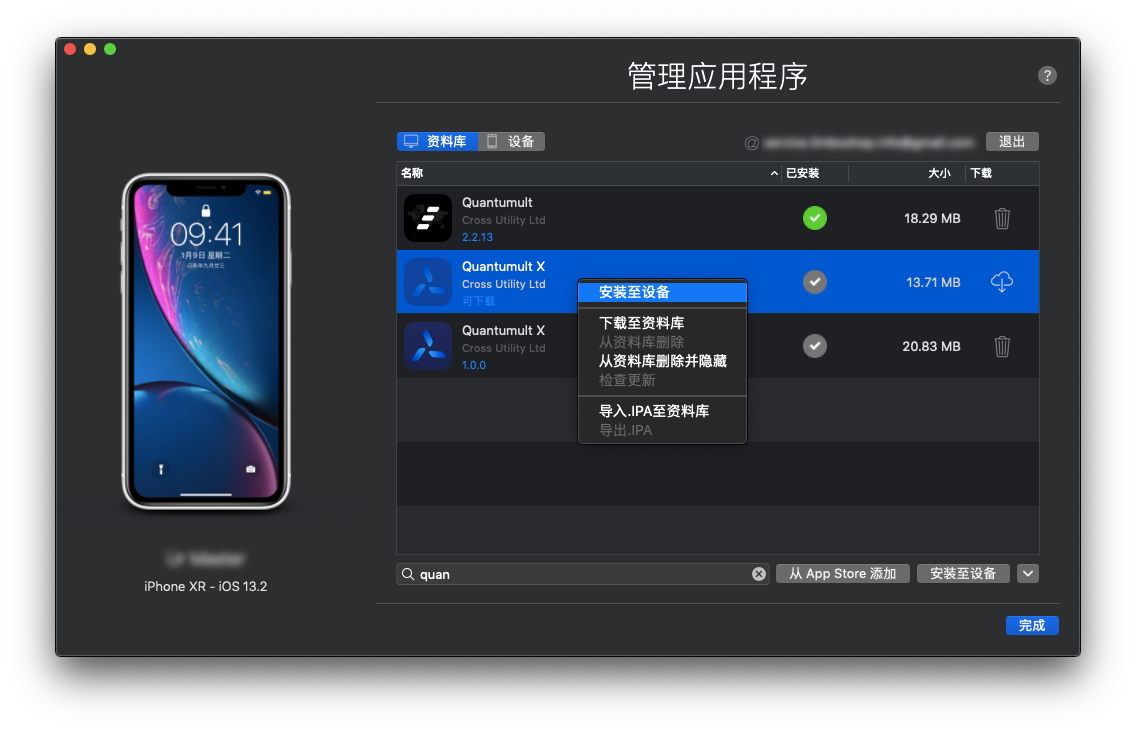 管理应用程序
?
资料库
设备
@
退出
名称
已安装
大小
下载
Quantumult
Cross Utility Ltd
2.2.13
18.29 MB
Quantumult X
Cross Utility Ltd
可下载
13.71 MB
Quantumult X
Cross Utility Ltd
1.0.0
20.83 MB
安装至设备
下载至资料库
从资料库删除
从资料库删除并隐藏
检查更新
导入.IPA至资料库
导出.IPA
09:41
1月9日 星期二
iPhone XR - iOS 13.2
quan
从 App Store 添加
安装至设备
完成